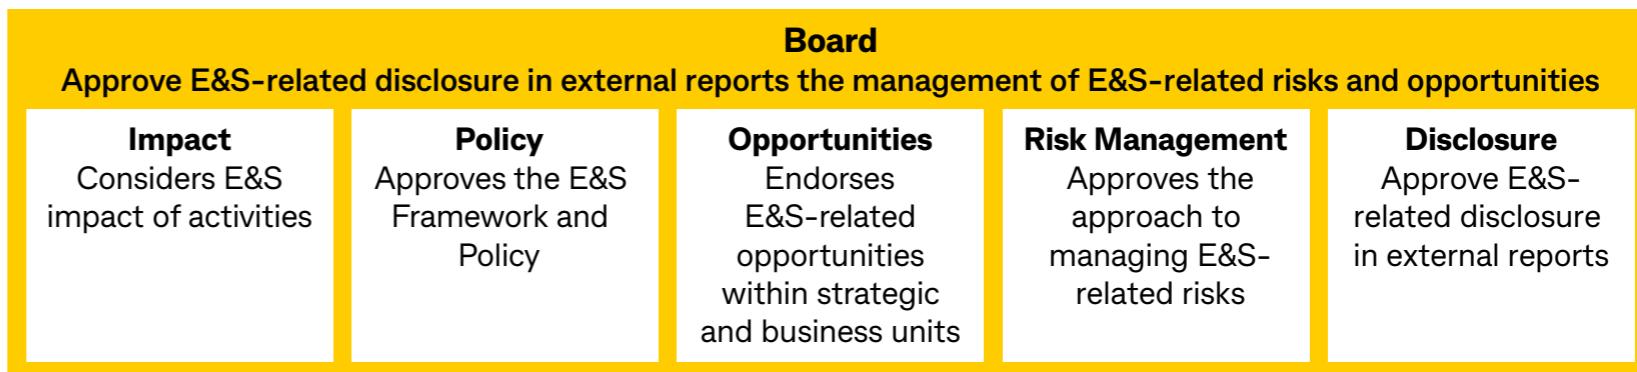 Board
Approve E&S-related disclosure in external reports the management of E&S-related risks and opportunities
Impact
Considers E&S
impact of activities
Policy
Approves the E&S
Framework and
Policy
Opportunities
Endorses
E&S-related
opportunities
within strategic
and business units
Risk Management
Approves the
approach to
managing E&S-
related risks
Disclosure
Approve E&S-
related disclosure
in external reports